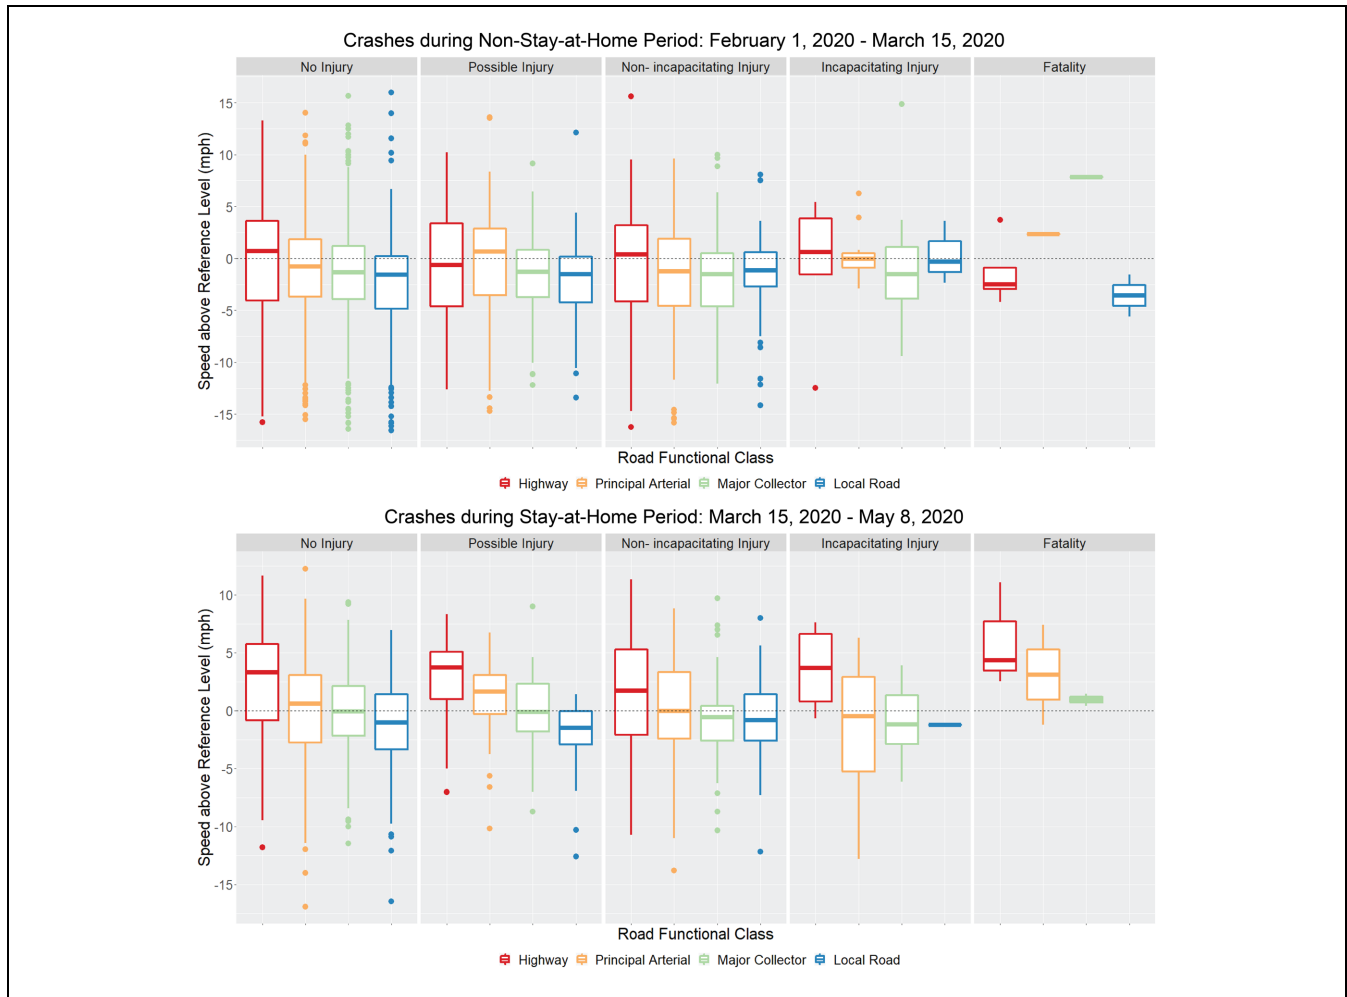 Crashes during Non-Stay-at-Home Period: February 1, 2020 - March 15, 2020
No Injury Possible Injury Non- incapacitating Injury Incapacitating Injury Fatality
Speed above Reference Level (mph)
15
10
5
0
-5
-10
-15
Road Functional Class
Highway Principal Arterial Major Collector Local Road
Crashes during Stay-at-Home Period: March 15, 2020 - May 8, 2020
No Injury Possible Injury Non- incapacitating Injury Incapacitating Injury Fatality
Speed above Reference Level (mph)
10
5
0
-5
-10
-15
Road Functional Class
Highway Principal Arterial Major Collector Local Road